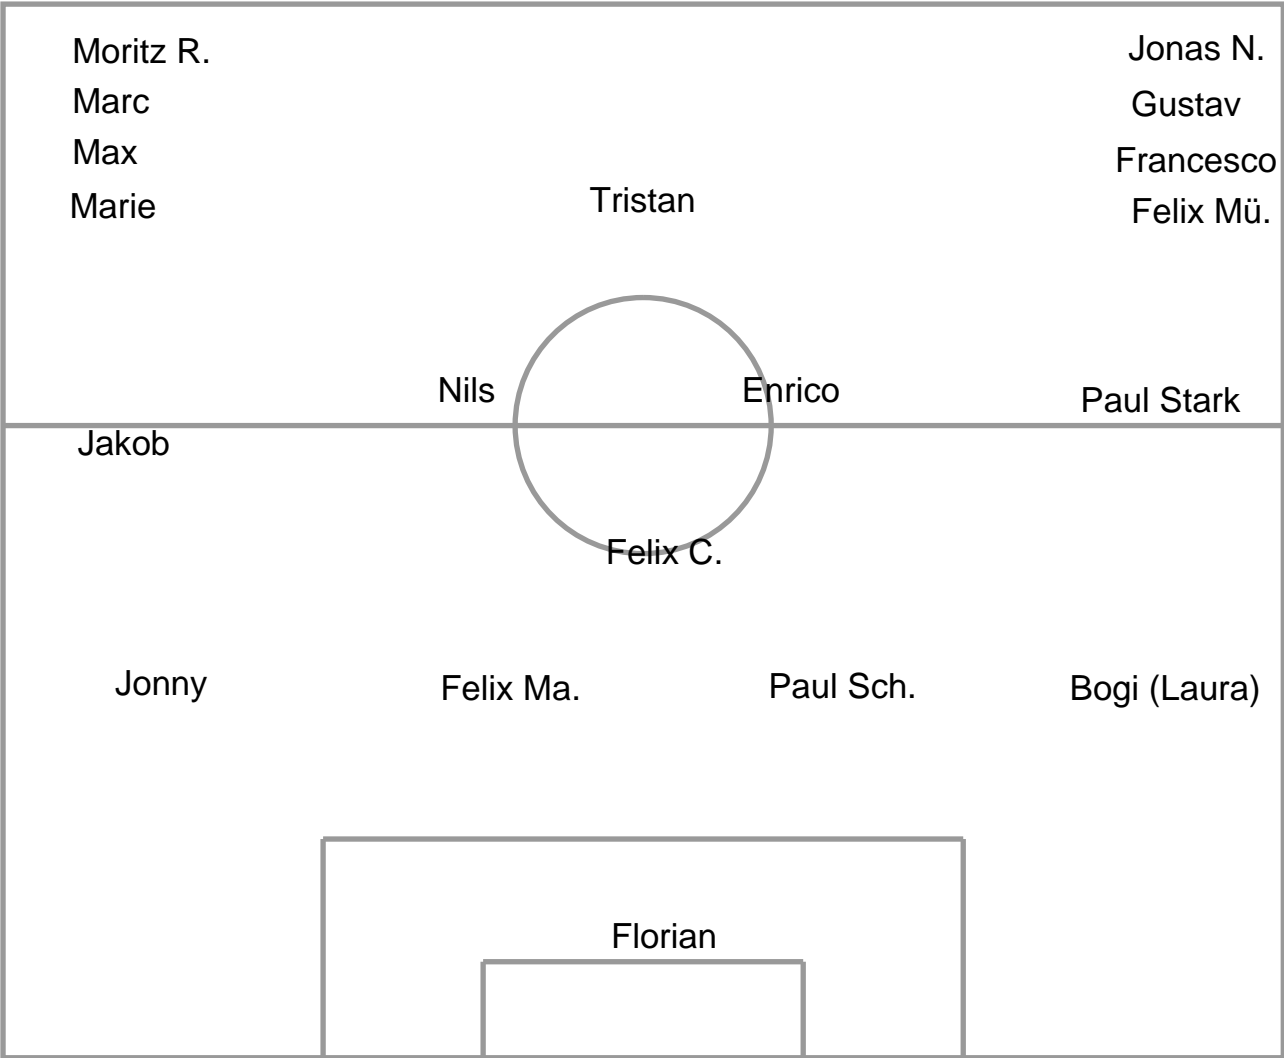 Moritz R.
Marc
Max
Marie
Jonas N.
Gustav
Francesco
Felix Mü.
Tristan
Nils
Enrico
Paul Stark
Jakob
Felix C.
Jonny
Felix Ma.
Paul Sch.
Bogi (Laura)
Florian